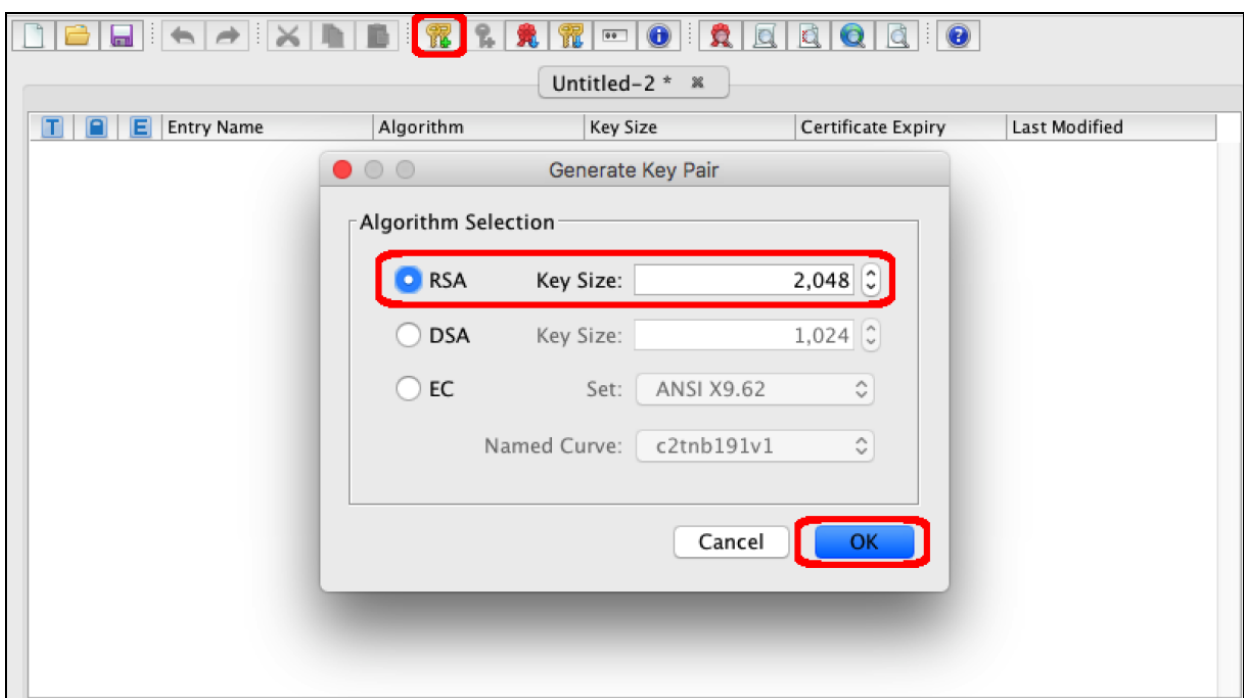 Untitled-2 *
T E Entry Name Algorithm Key Size Certificate Expiry Last Modified
Generate Key Pair
Algorithm Selection
RSA Key Size: 2,048
DSA Key Size: 1,024
EC Set: ANSI X9.62
Named Curve: c2tnb191v1
Cancel OK